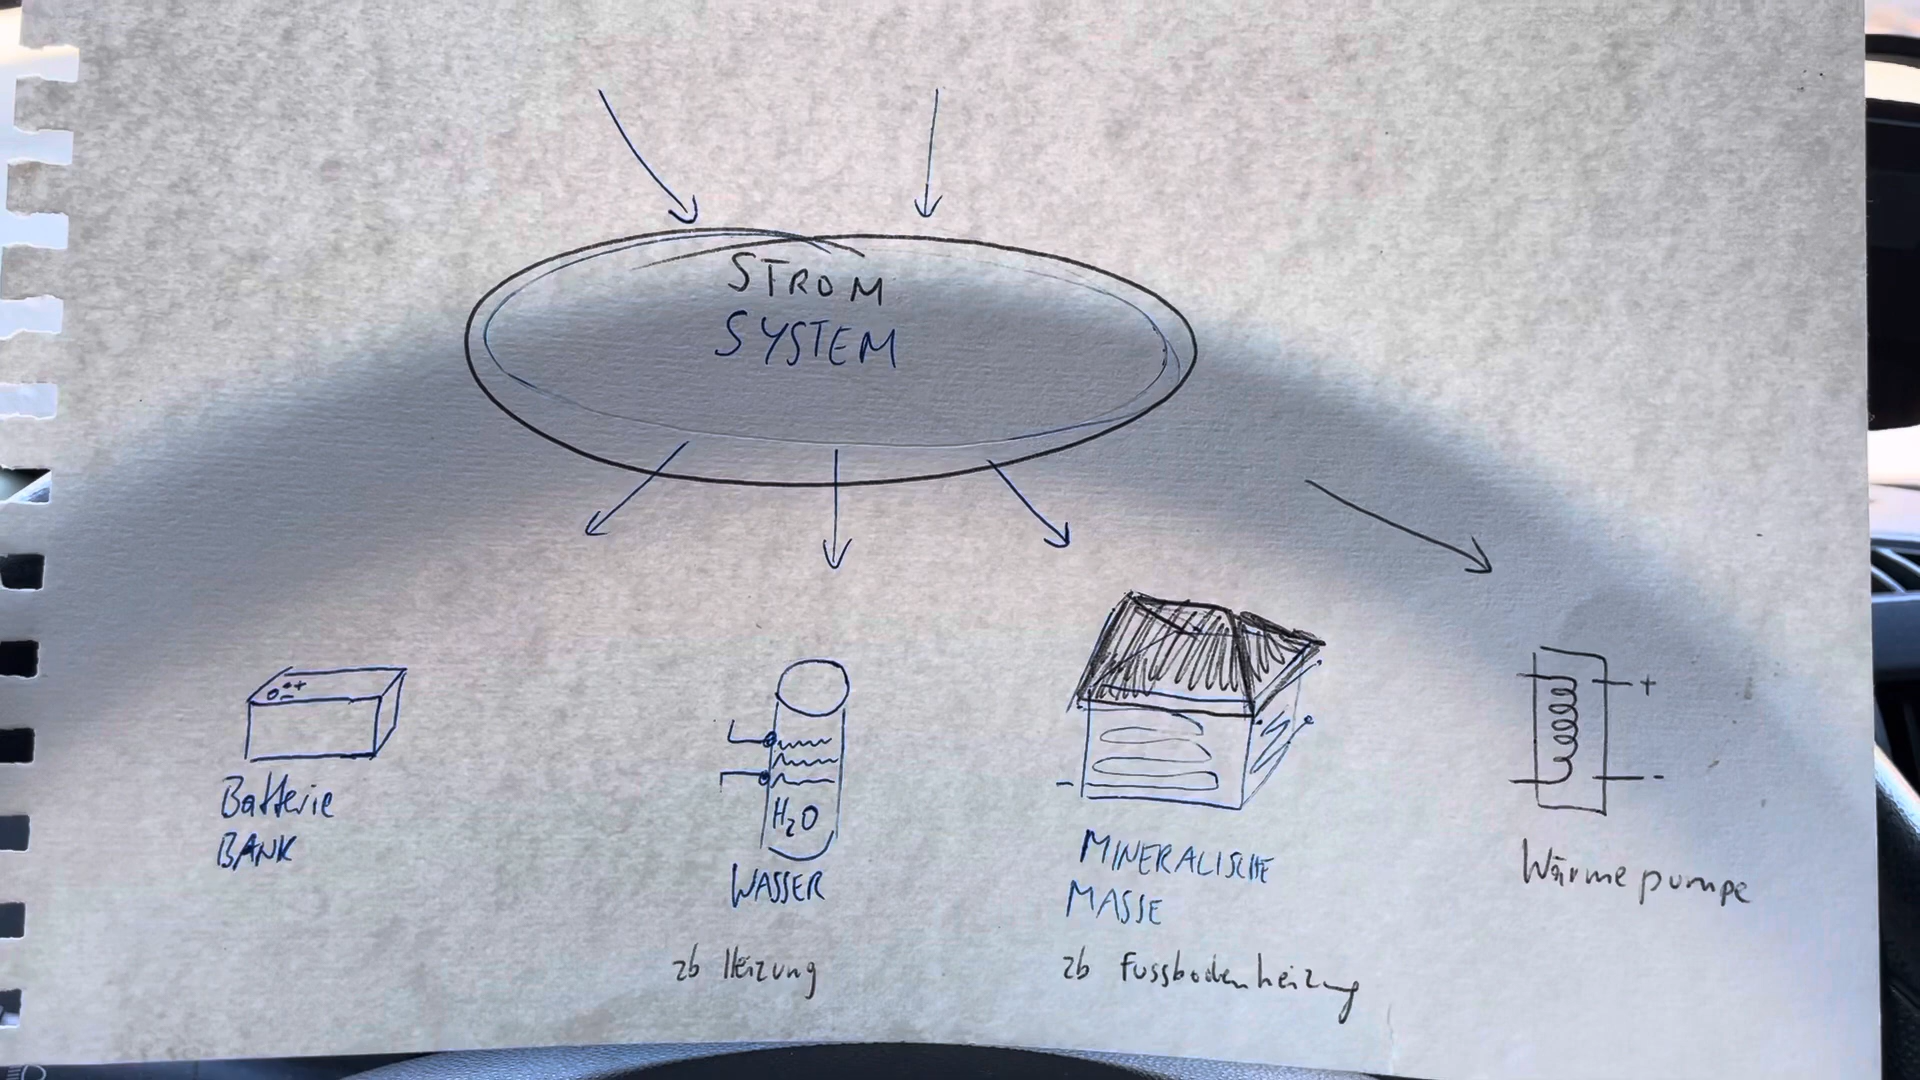 STROM
SYSTEM
+
-
Batterie
BANK
H₂O
WASSER
zb Heizung
MINERALISCHE
MASSE
zb Fussbodenheizung
+
-
Wärmepumpe